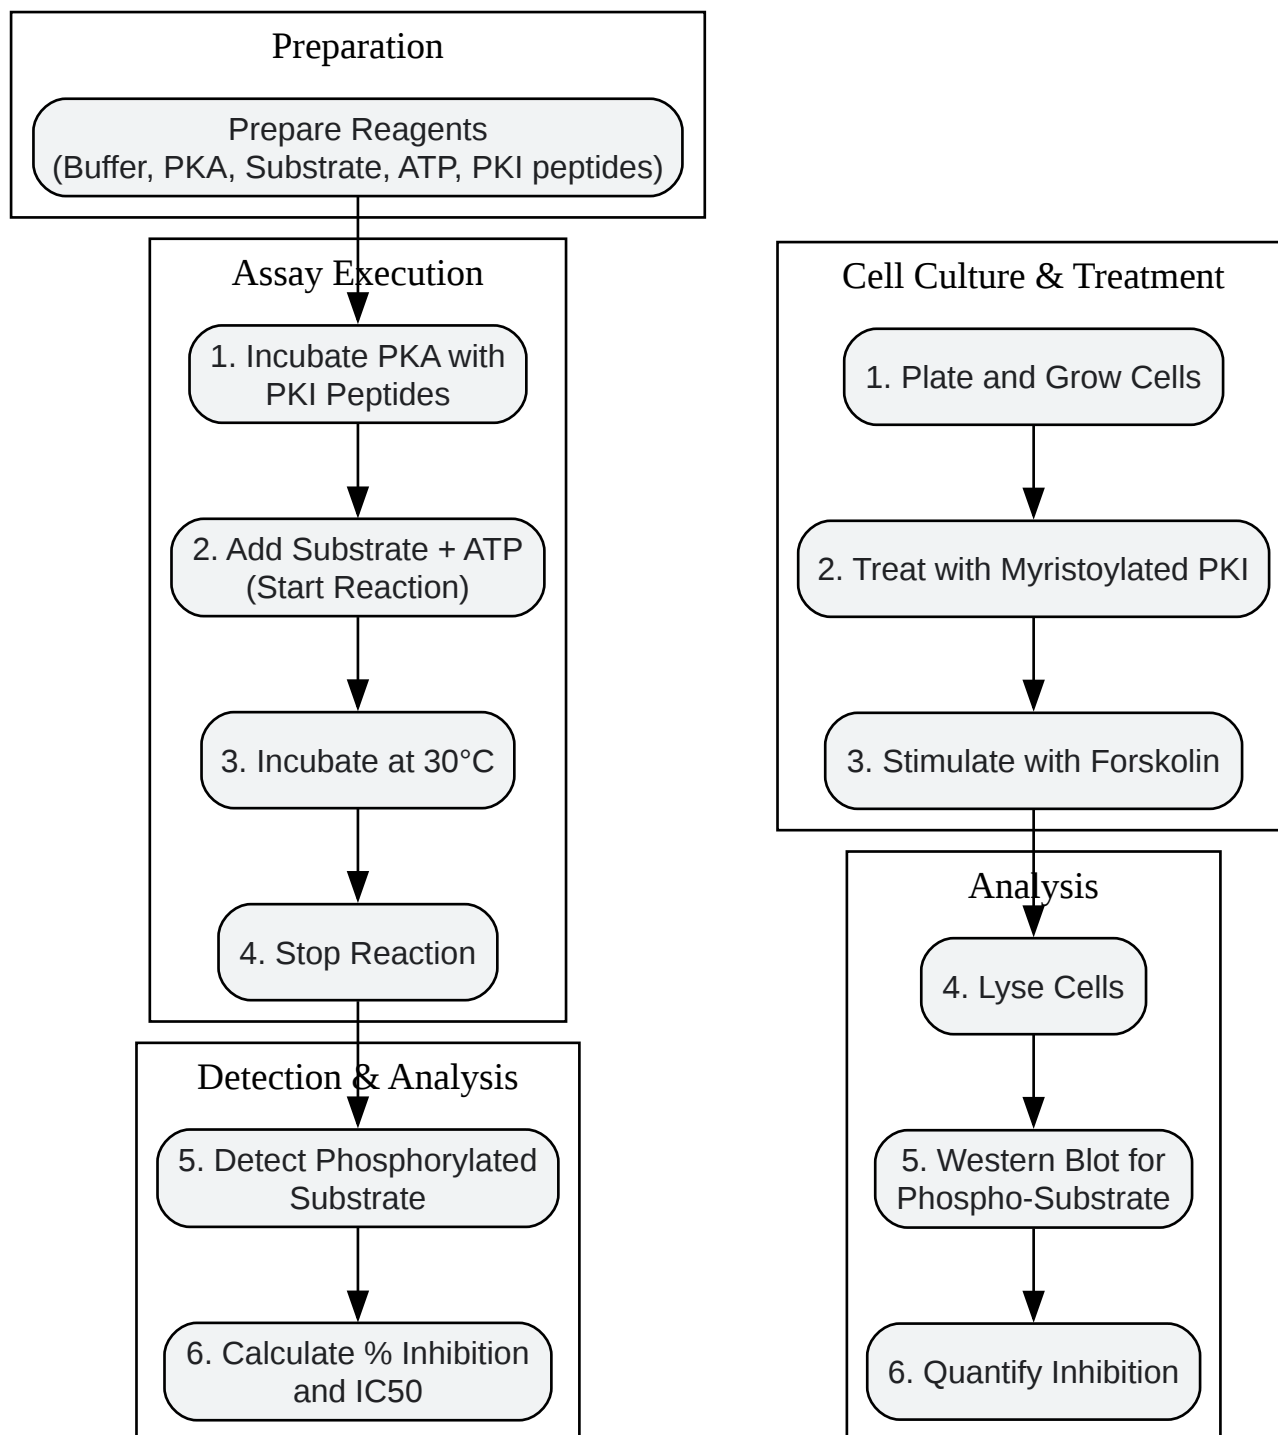 Preparation
Prepare Reagents
(Buffer, PKA, Substrate, ATP, PKI peptides)
Assay Execution
1. Incubate PKA with
PKI Peptides
2. Add Substrate + ATP
(Start Reaction)
3. Incubate at 30°C
4. Stop Reaction
Detection & Analysis
5. Detect Phosphorylated
Substrate
6. Calculate % Inhibition
and IC50
Cell Culture & Treatment
1. Plate and Grow Cells
2. Treat with Myristoylated PKI
3. Stimulate with Forskolin
Analysis
4. Lyse Cells
5. Western Blot for
Phospho-Substrate
6. Quantify Inhibition